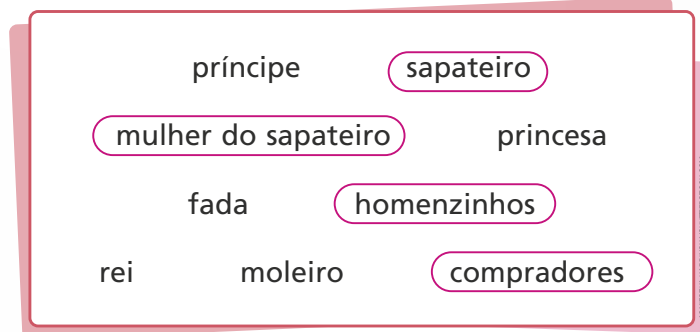 príncipe sapateiro
mulher do sapateiro princesa
fada homenzinhos
rei moleiro compradores